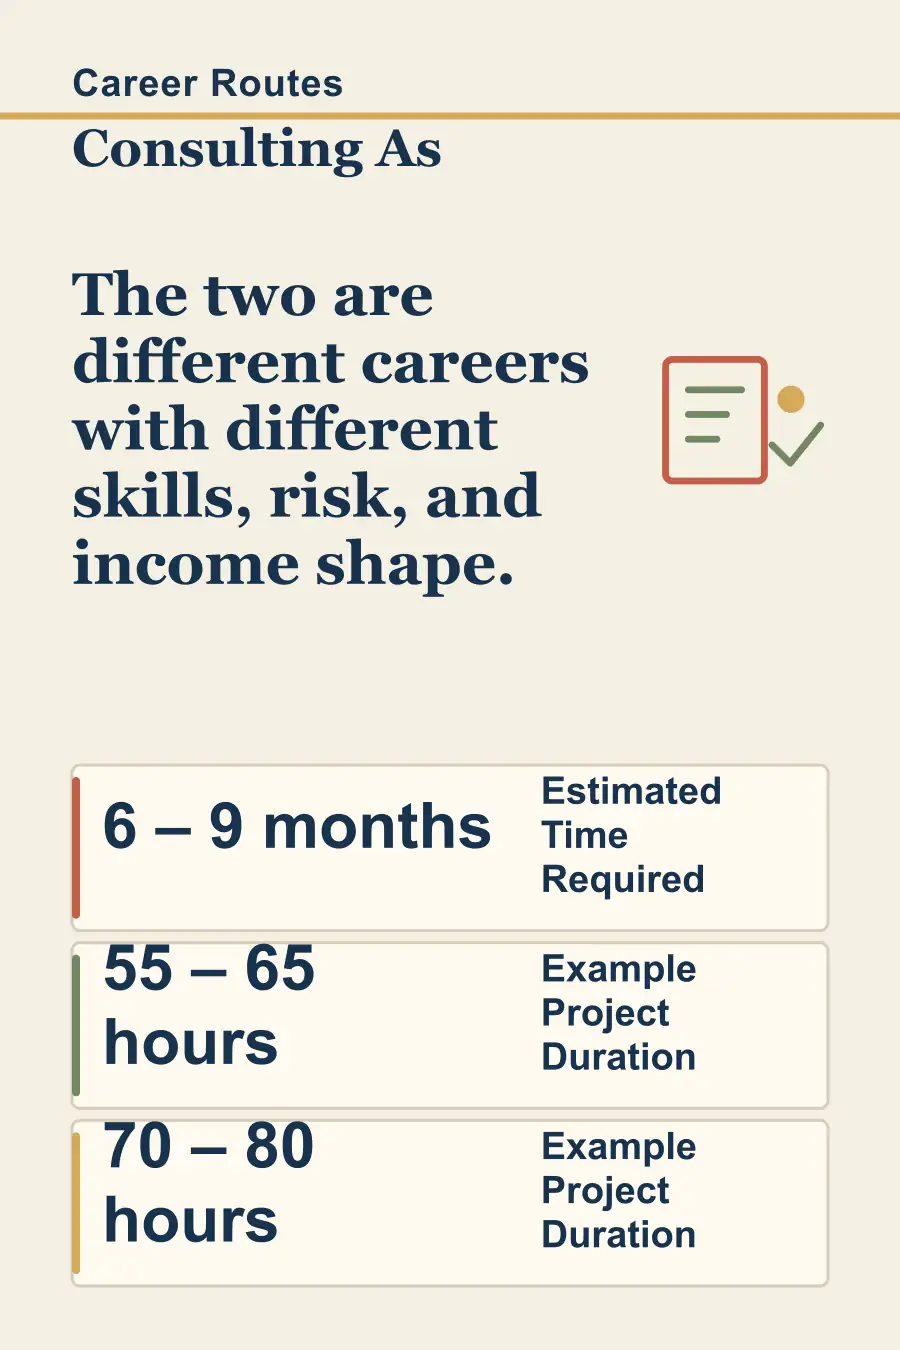 Career Routes
Consulting As
The two are
different careers
with different
skills, risk, and
income shape.
6 – 9 months
Estimated
Time
Required
55 – 65
hours
Example
Project
Duration
70 – 80
hours
Example
Project
Duration